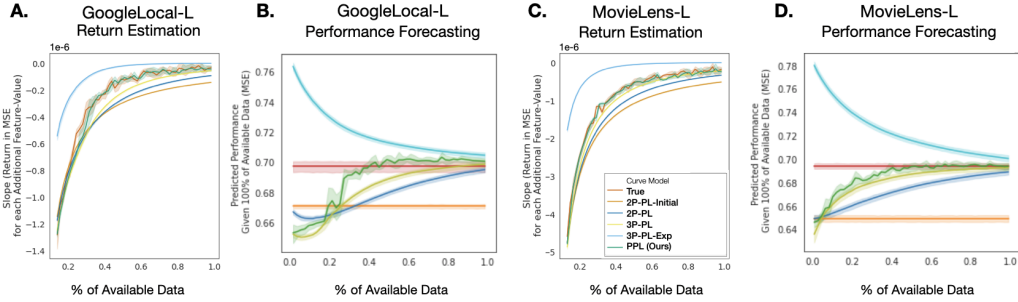 A.
GoogleLocal-L
Return Estimation
1e-6
0.0
−0.2
−0.4
−0.6
−0.8
−1.0
−1.2
−1.4
Slope (Return in MSE
for each Additional Feature-Value)
0.2
0.4
0.6
0.8
1.0
% of Available Data
B.
GoogleLocal-L
Performance Forecasting
0.76
0.74
0.72
0.70
0.68
0.66
Predicted Performance
Given 100% of Available Data (MSE)
0.0
0.2
0.4
0.6
0.8
1.0
% of Available Data
C.
MovieLens-L
Return Estimation
1e-6
0
−1
−2
−3
−4
−5
Slope (Return in MSE
for each Additional Feature-Value)
Curve Model
True
2P-PL-Initial
2P-PL
3P-PL
3P-PL-Exp
PPL (Ours)
0.2
0.4
0.6
0.8
1.0
% of Available Data
D.
MovieLens-L
Performance Forecasting
0.78
0.76
0.74
0.72
0.70
0.68
0.66
0.64
Predicted Performance
Given 100% of Available Data (MSE)
0.0
0.2
0.4
0.6
0.8
1.0
% of Available Data